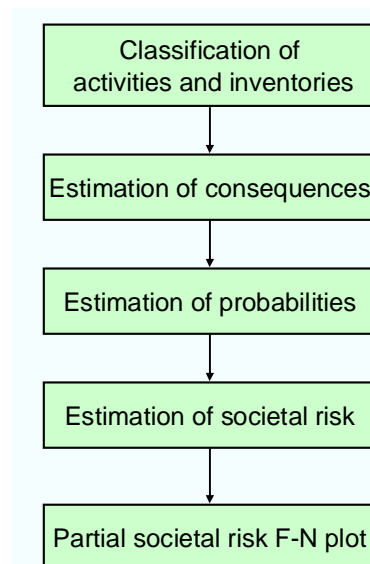 Classification of
activities and inventories
Estimation of consequences
Estimation of probabilities
Estimation of societal risk
Partial societal risk F-N plot